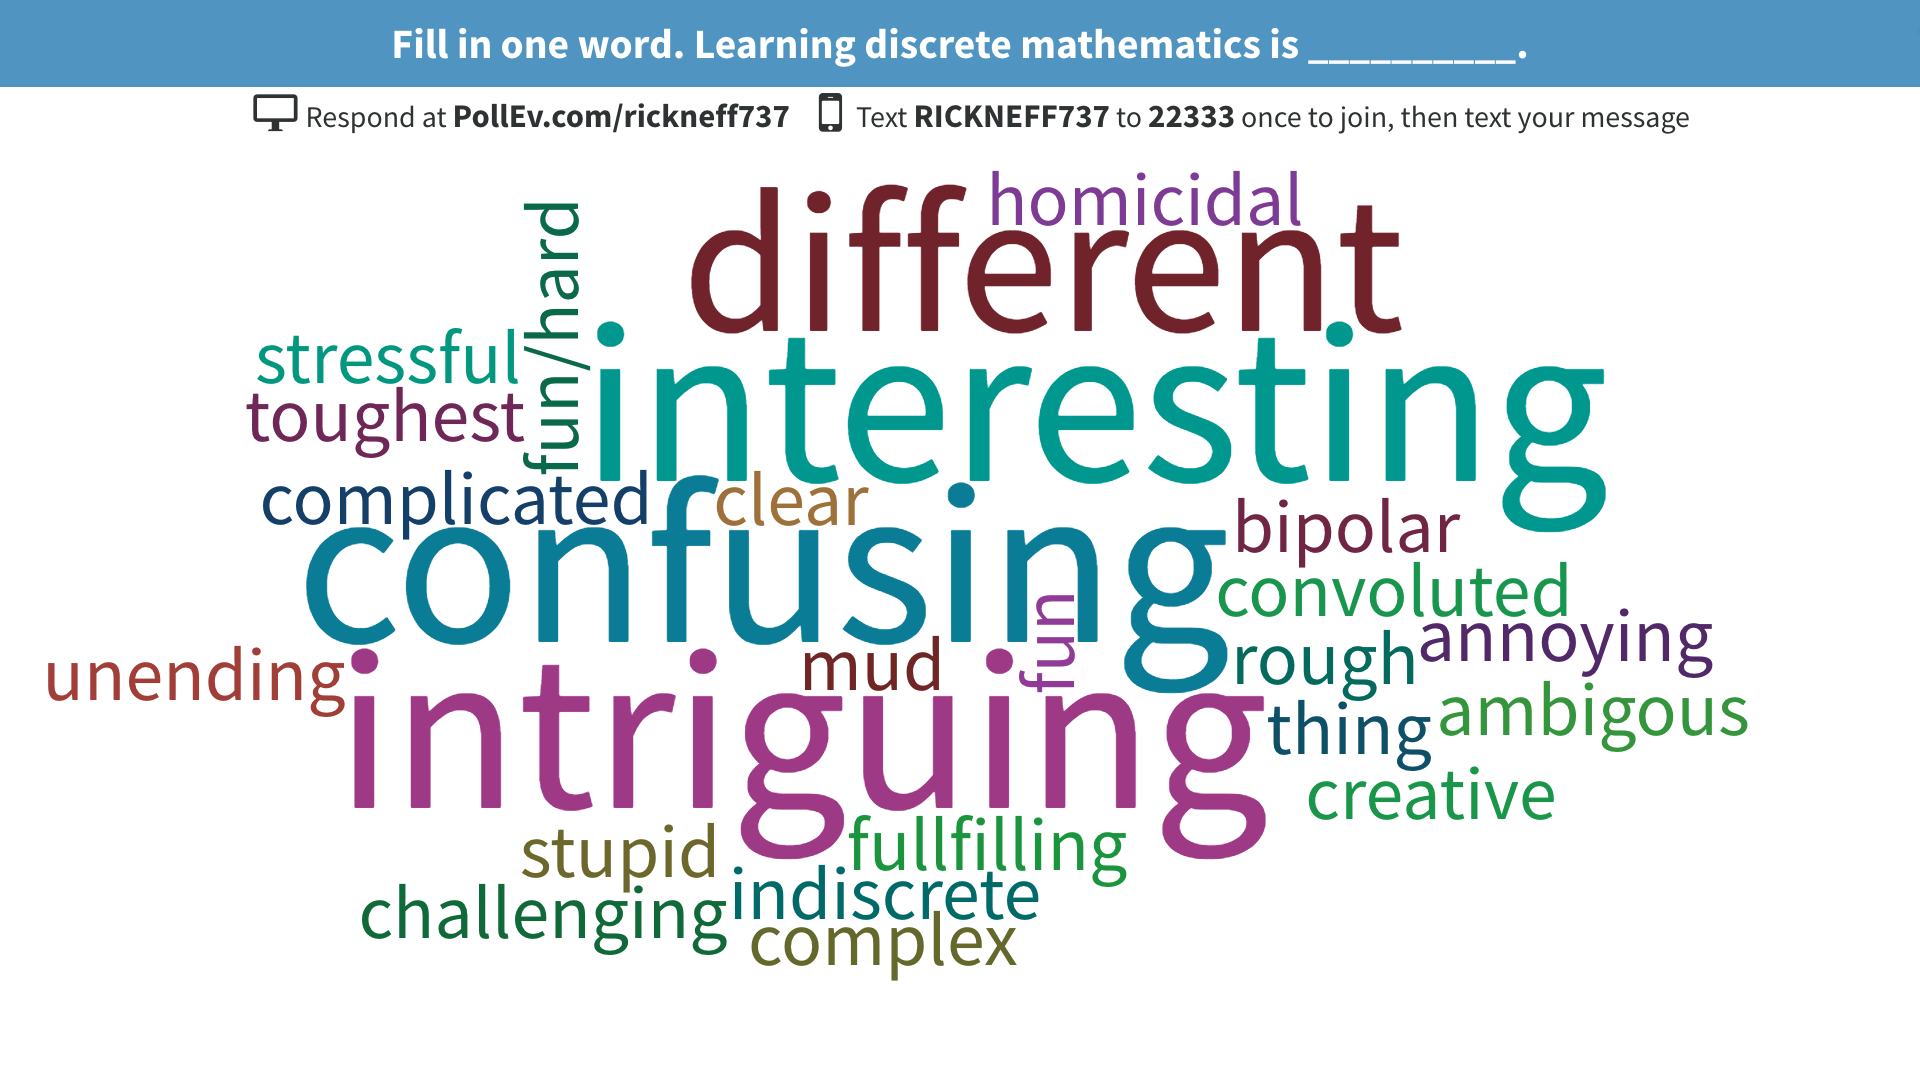 Fill in one word. Learning discrete mathematics is __________.
Respond at PollEv.com/rickneff737 Text RICKNEFF737 to 22333 once to join, then text your message
homicidal
different
fun/hard
stressful
interesting
toughest
complicated
clear
bipolar
confusing
convoluted
annoying
fun
mud
rough
unending
intriguing
thing
ambigous
creative
stupid
fullfilling
indiscrete
challenging
complex